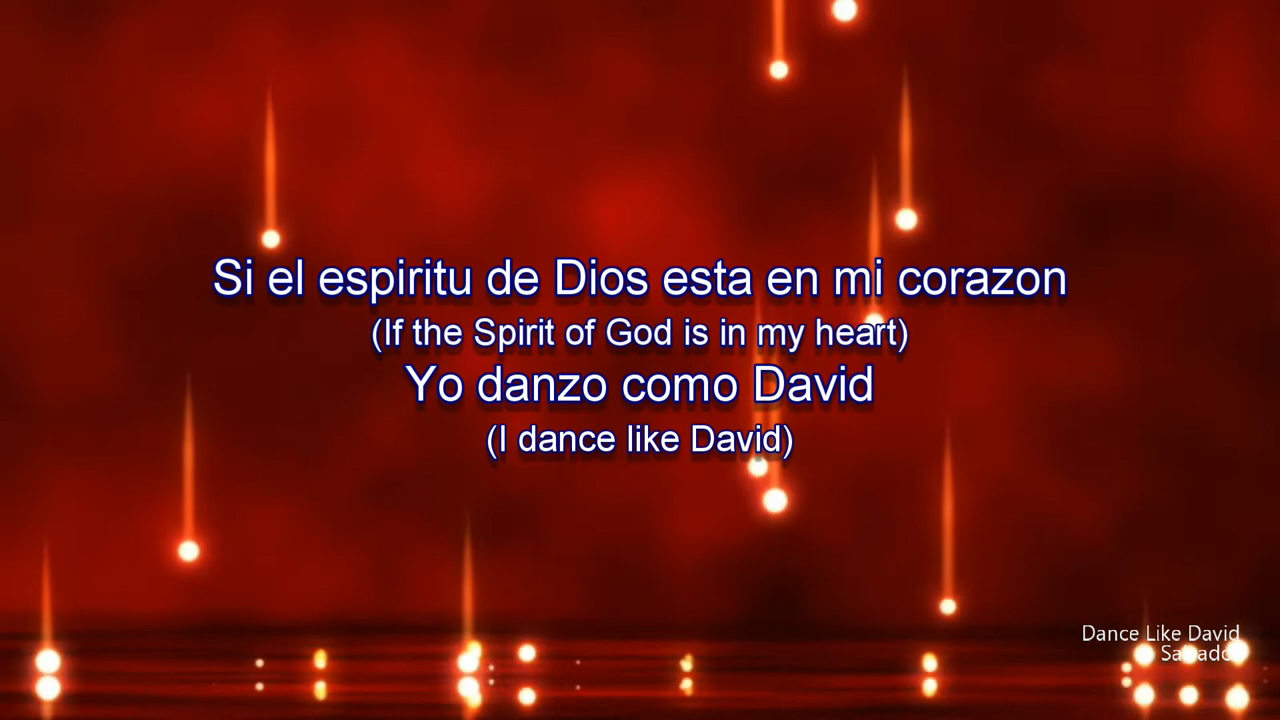 Si el espiritu de Dios esta en mi corazon
(If the Spirit of God is in my heart)
Yo danzo como David
(I dance like David)
Dance Like David
Salvador